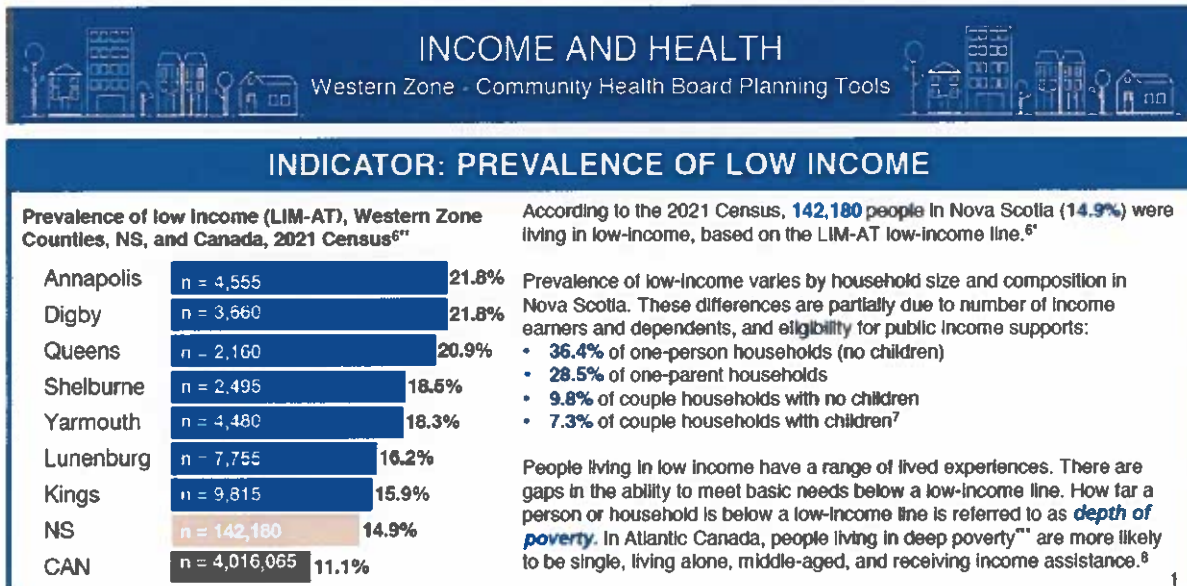 INCOME AND HEALTH
Western Zone - Community Health Board Planning Tools
INDICATOR: PREVALENCE OF LOW INCOME
Prevalence of low income (LIM-AT), Western Zone
Counties, NS, and Canada, 2021 Census⁶**
Annapolis n = 4,555 21.8%
Digby n = 3,660 21.8%
Queens n = 2,160 20.9%
Shelburne n = 2,495 18.5%
Yarmouth n = 4,480 18.3%
Lunenburg n = 7,755 16.2%
Kings n = 9,815 15.9%
NS n = 142,180 14.9%
CAN n = 4,016,065 11.1%
According to the 2021 Census, 142,180 people in Nova Scotia (14.9%) were
living in low-income, based on the LIM-AT low-income line.⁶*
Prevalence of low-income varies by household size and composition in
Nova Scotia. These differences are partially due to number of income
earners and dependents, and eligibility for public income supports:
• 36.4% of one-person households (no children)
• 28.5% of one-parent households
• 9.8% of couple households with no children
• 7.3% of couple households with children⁷
People living in low income have a range of lived experiences. There are
gaps in the ability to meet basic needs below a low-income line. How far a
person or household is below a low-income line is referred to as depth of
poverty. In Atlantic Canada, people living in deep poverty*** are more likely
to be single, living alone, middle-aged, and receiving income assistance.⁸
1